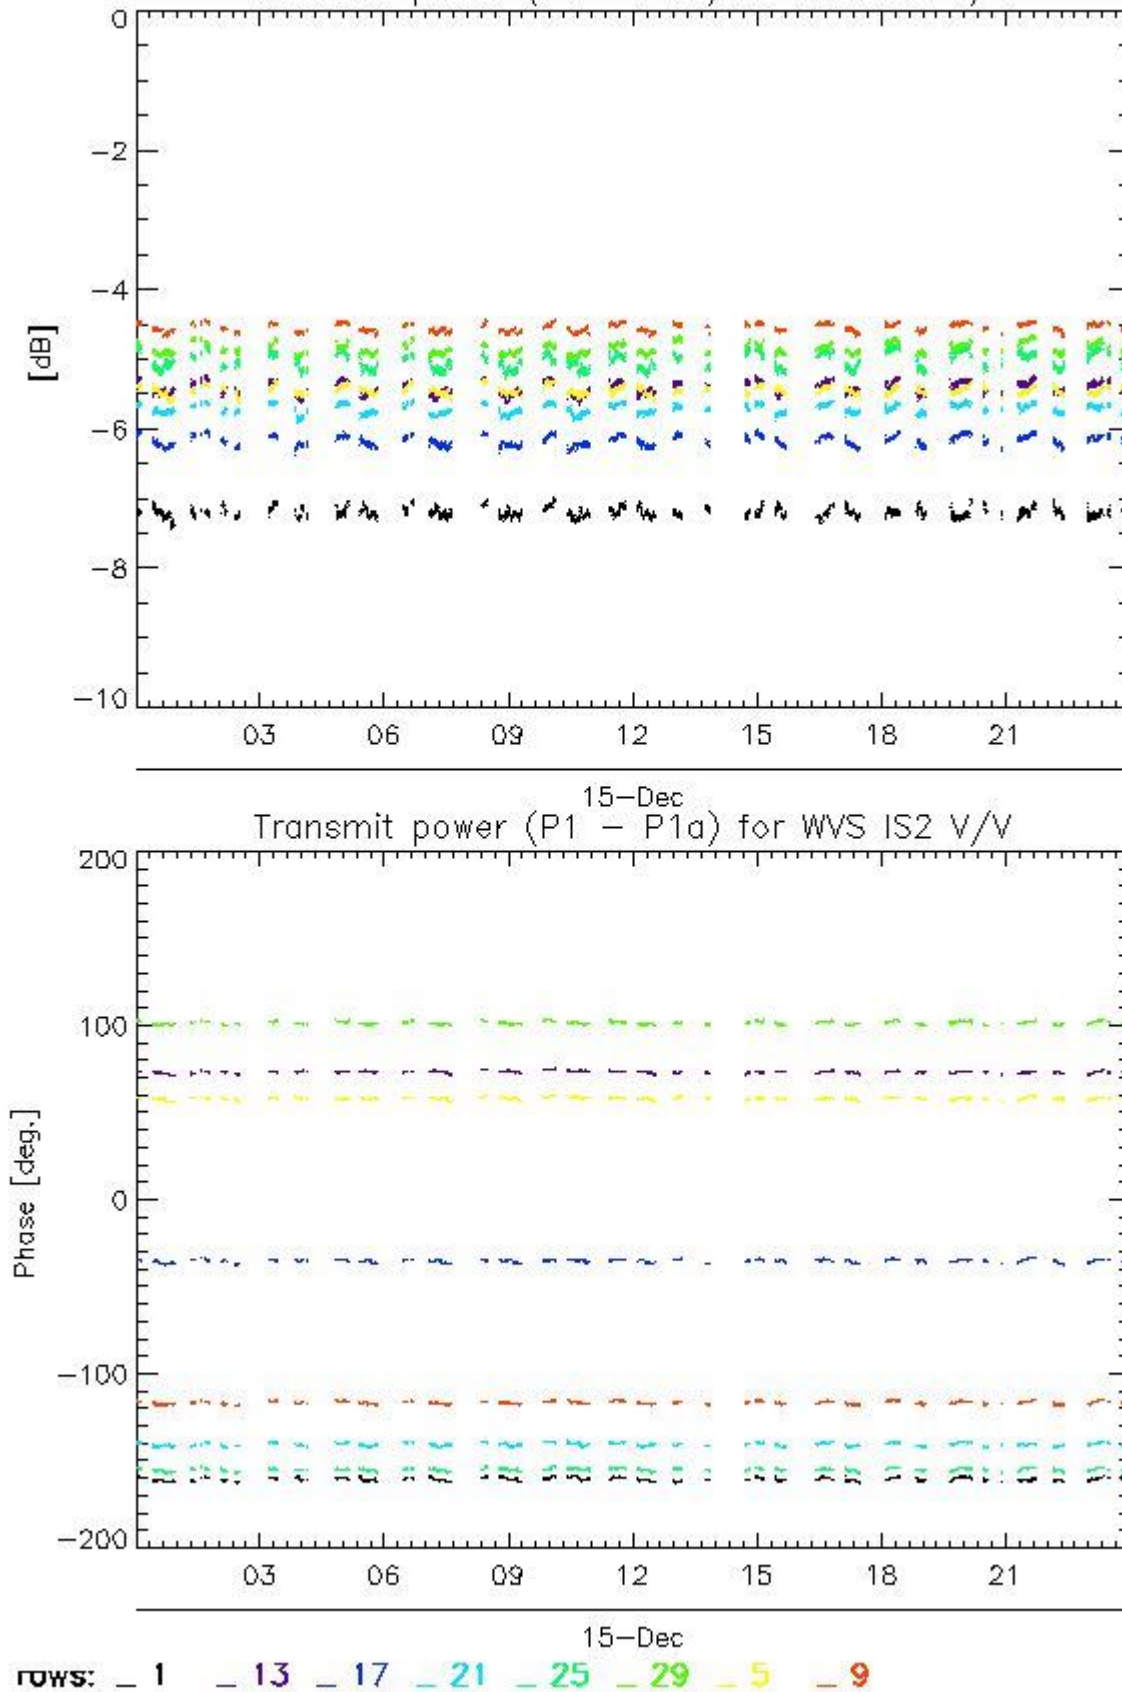 0
-2
-4
[dB]
-6
-8
-10
03 06 09 12 15 18 21
15-Dec
Transmit power (P1 - P1a) for WVS IS2 V/V
200
100
0
Phase [deg.]
-100
-200
03 06 09 12 15 18 21
15-Dec
rows: _ 1 _ 13 _ 17 _ 21 _ 25 _ 29 _ 5 _ 9